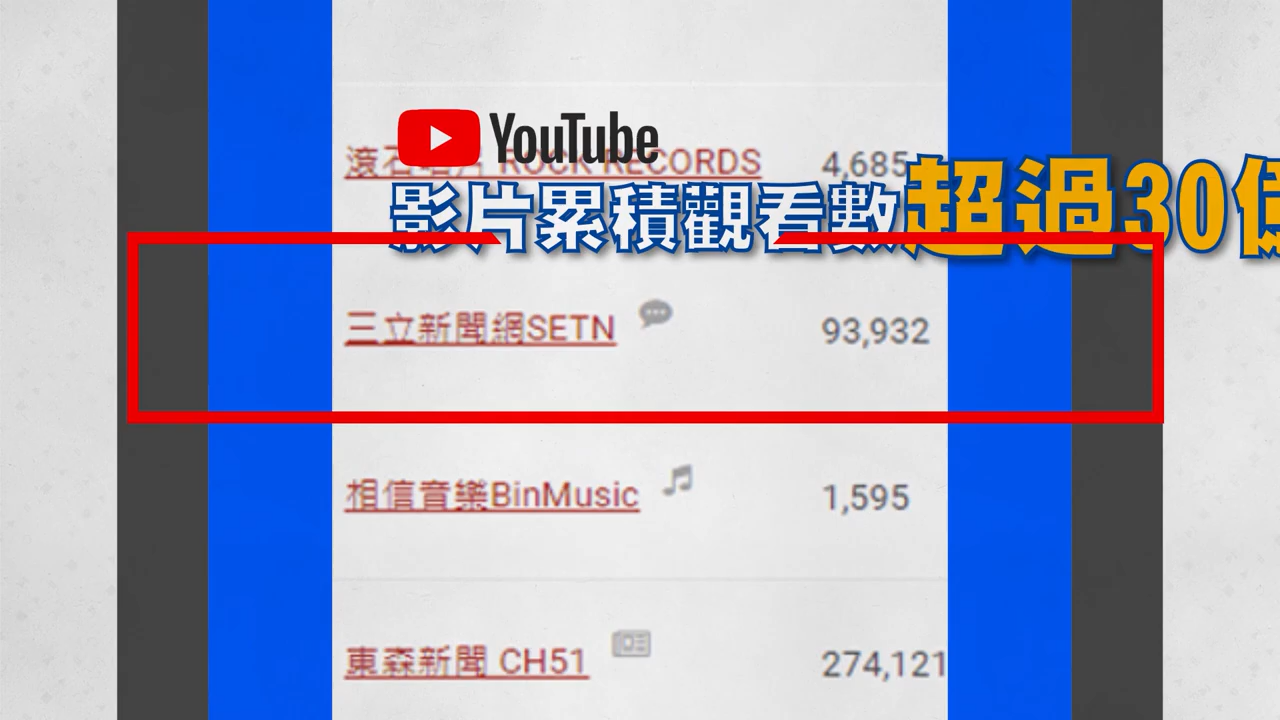 YouTube
滾石唱片 ROCK RECORDS 4,685
影片累積觀看數超過30億
三立新聞網SETN 93,932
相信音樂BinMusic 1,595
東森新聞 CH51 274,121